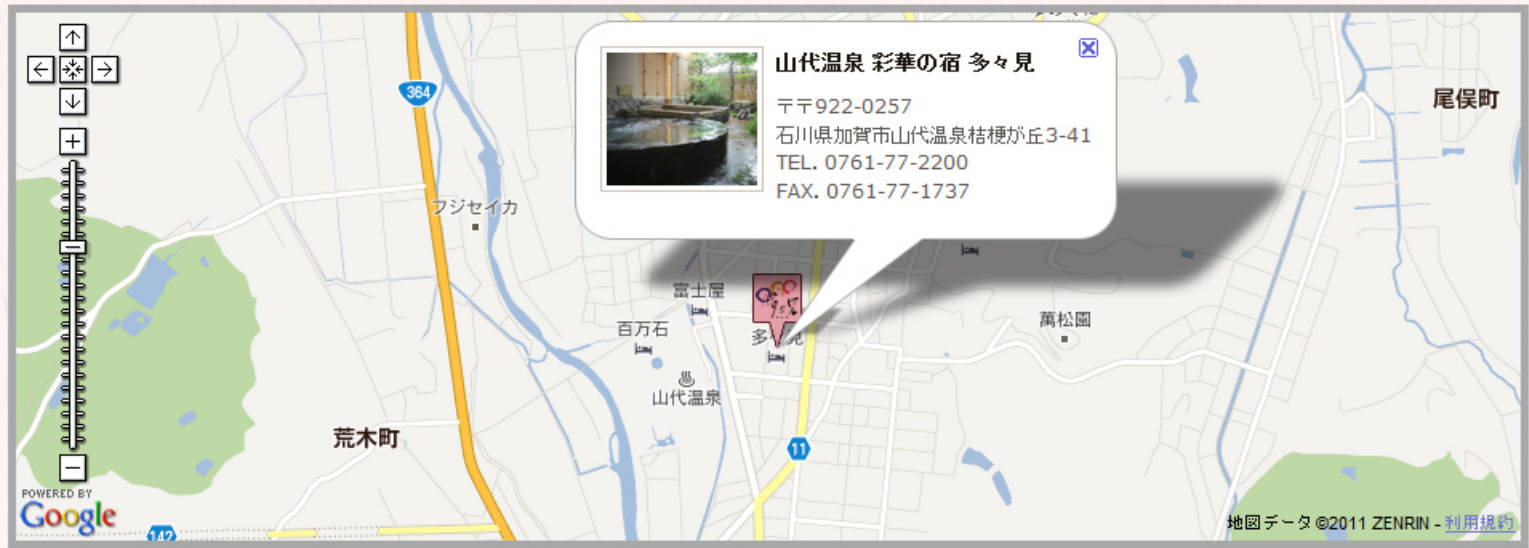 山代温泉 彩華の宿 多々見
〒〒922-0257
石川県加賀市山代温泉桔梗が丘3-41
TEL. 0761-77-2200
FAX. 0761-77-1737
364
尾俣町
フジセイカ
富士屋
百万石
多々見
萬松園
山代温泉
荒木町
11
POWERED BY
Google
142
地図データ ©2011 ZENRIN - 利用規約